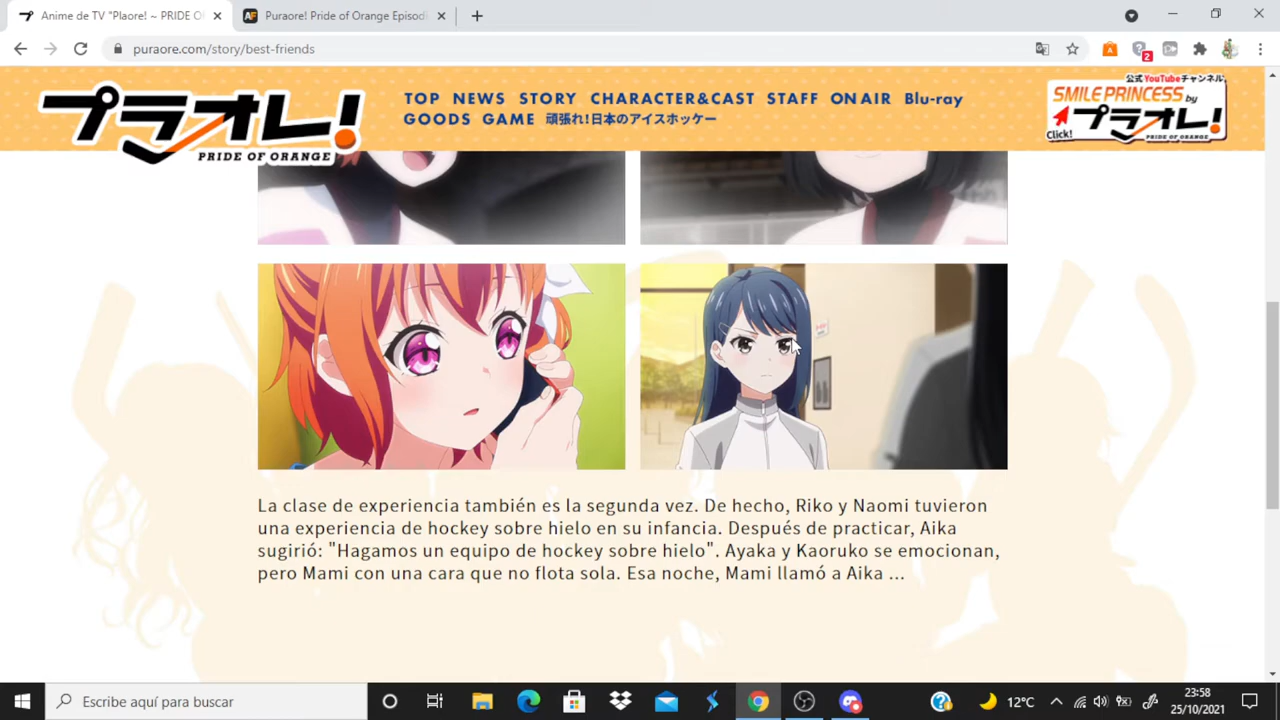 Anime de TV "Plaore! ~ PRIDE O
Puraore! Pride of Orange Episod
puraore.com/story/best-friends
2
プラオレ!
PRIDE OF ORANGE
TOP NEWS STORY CHARACTER&CAST STAFF ON AIR Blu-ray
GOODS GAME 頑張れ!日本のアイスホッケー
公式YouTubeチャンネル
SMILE PRINCESS by
プラオレ!
Click!
PRIDE OF ORANGE
La clase de experiencia también es la segunda vez. De hecho, Riko y Naomi tuvieron
una experiencia de hockey sobre hielo en su infancia. Después de practicar, Aika
sugirió: "Hagamos un equipo de hockey sobre hielo". Ayaka y Kaoruko se emocionan,
pero Mami con una cara que no flota sola. Esa noche, Mami llamó a Aika ...
Escribe aquí para buscar
12°C
23:58
25/10/2021